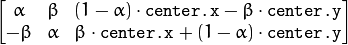 α β (1 − α) · center.x − β · center.y
−β α β · center.x + (1 − α) · center.y